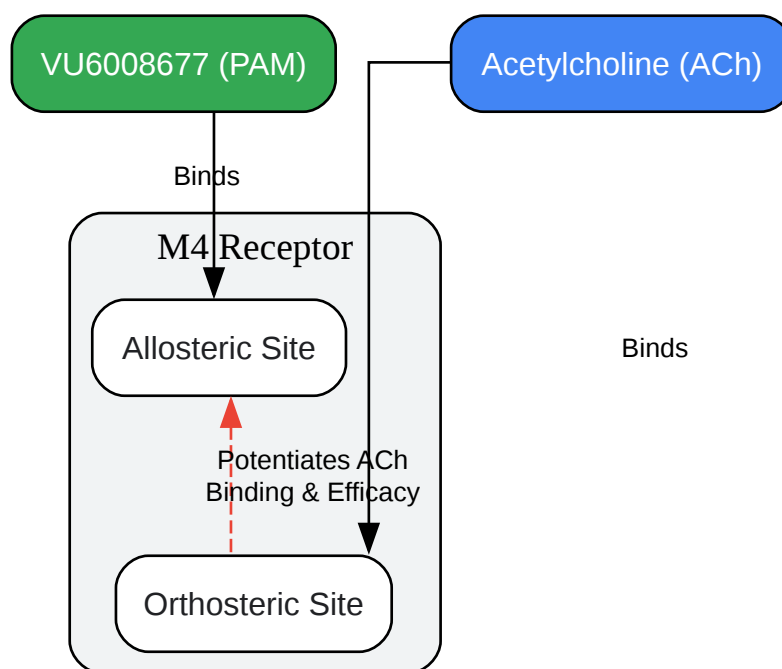 VU6008677 (PAM)
Acetylcholine (ACh)
Binds
M4 Receptor
Allosteric Site
Binds
Potentiates ACh
Binding & Efficacy
Orthosteric Site